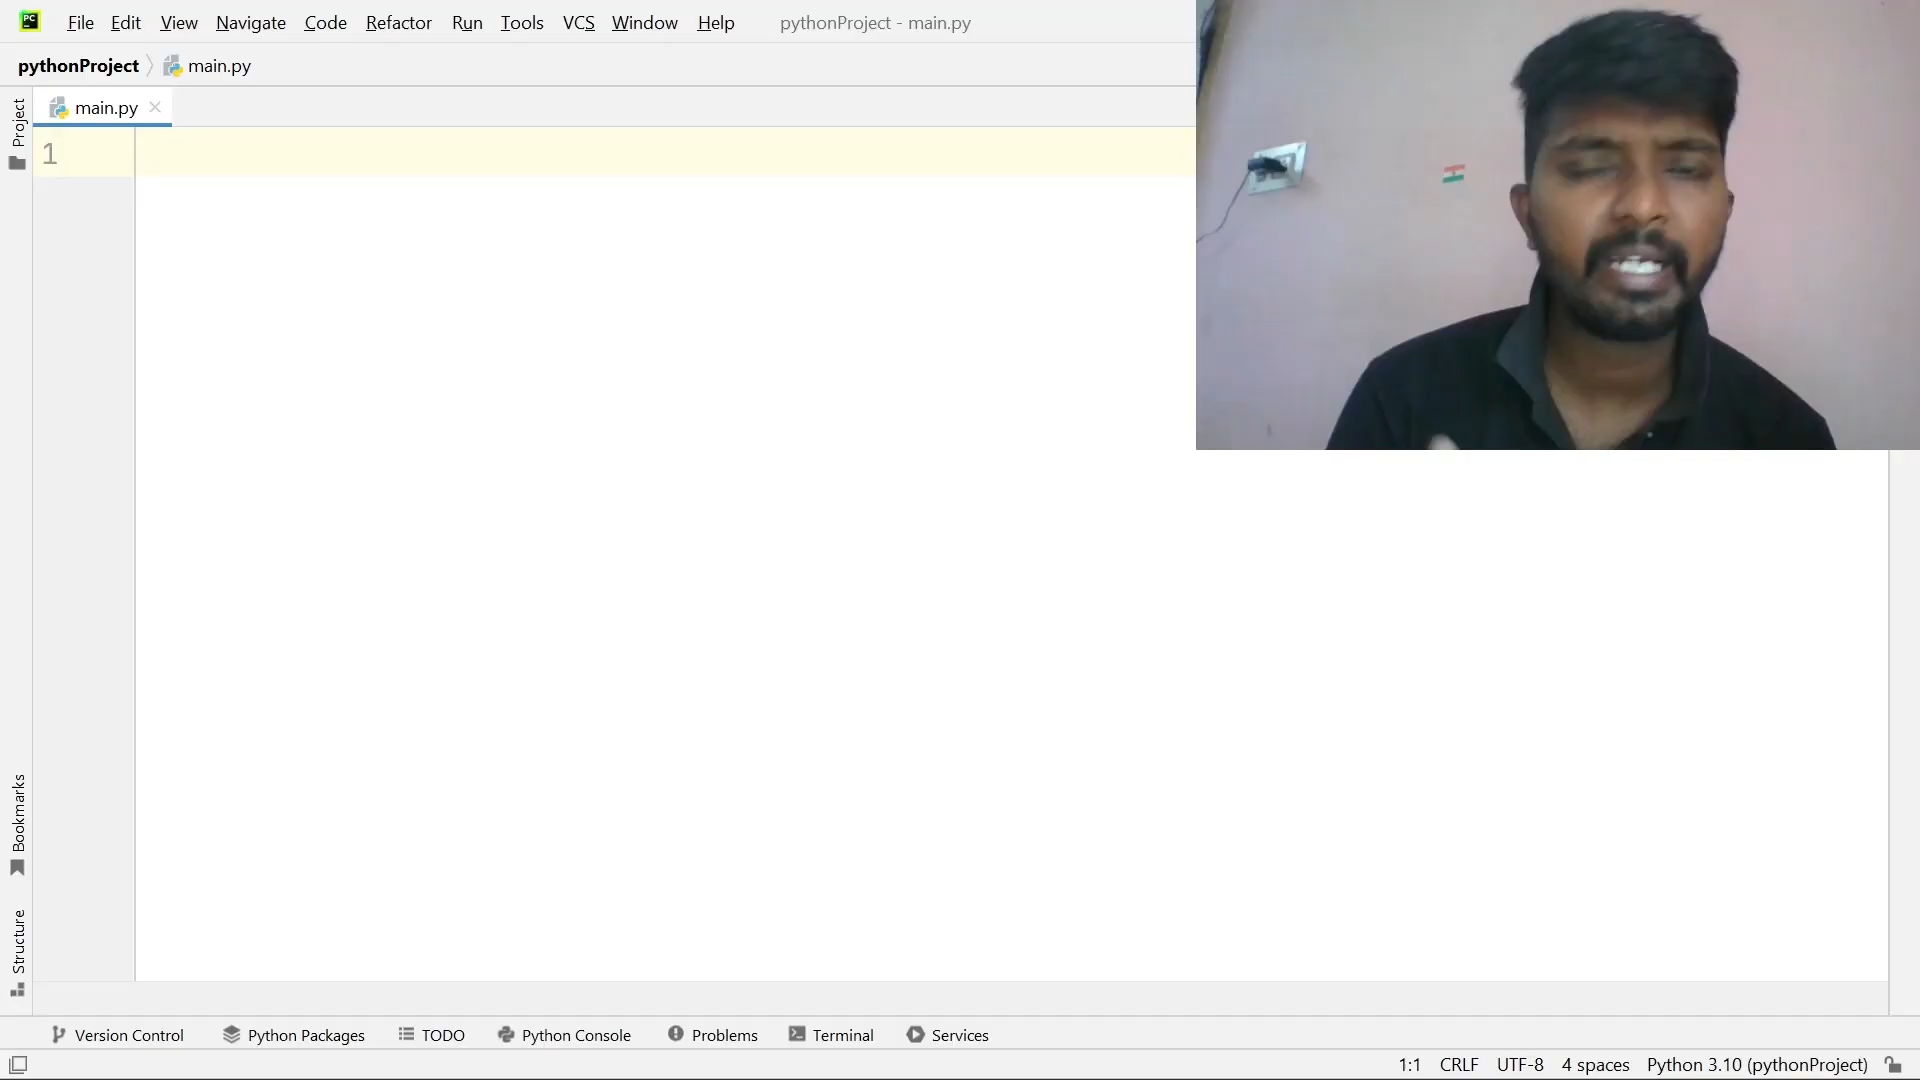 PC File Edit View Navigate Code Refactor Run Tools VCS Window Help pythonProject - main.py
pythonProject main.py
main.py
Project
1
Bookmarks
Structure
Version Control Python Packages TODO Python Console Problems Terminal Services
1:1 CRLF UTF-8 4 spaces Python 3.10 (pythonProject)